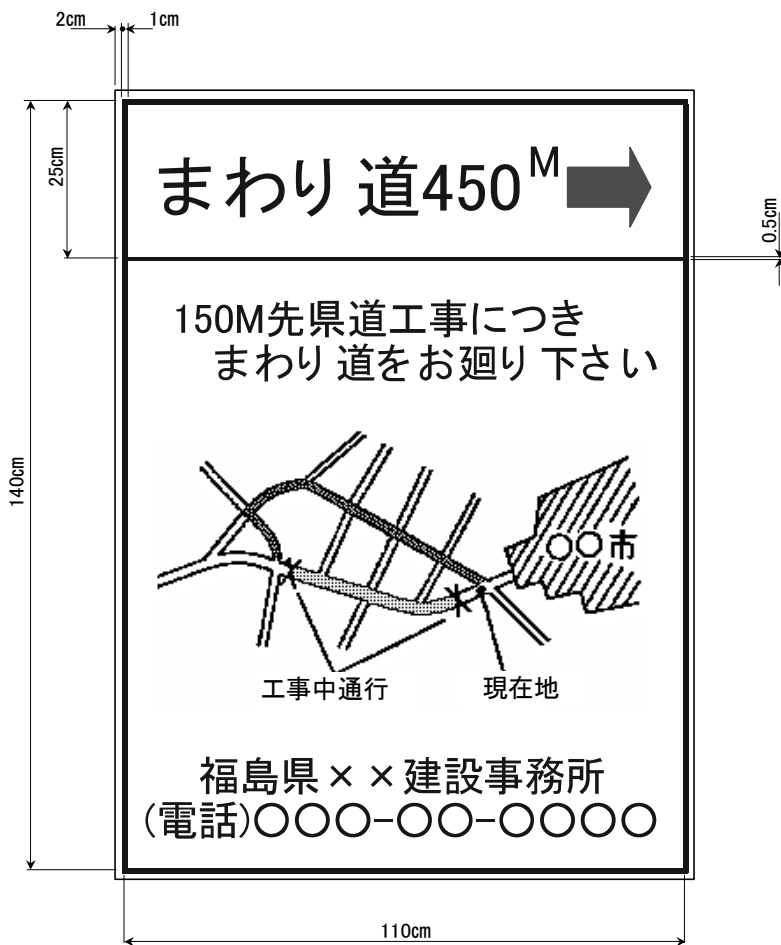 2cm 1cm
25cm
まわり道450M
0.5cm
150M先県道工事につき
まわり道をお廻り下さい
140cm
○○市
工事中通行 現在地
福島県××建設事務所
(電話)○○○-○○-○○○○
110cm